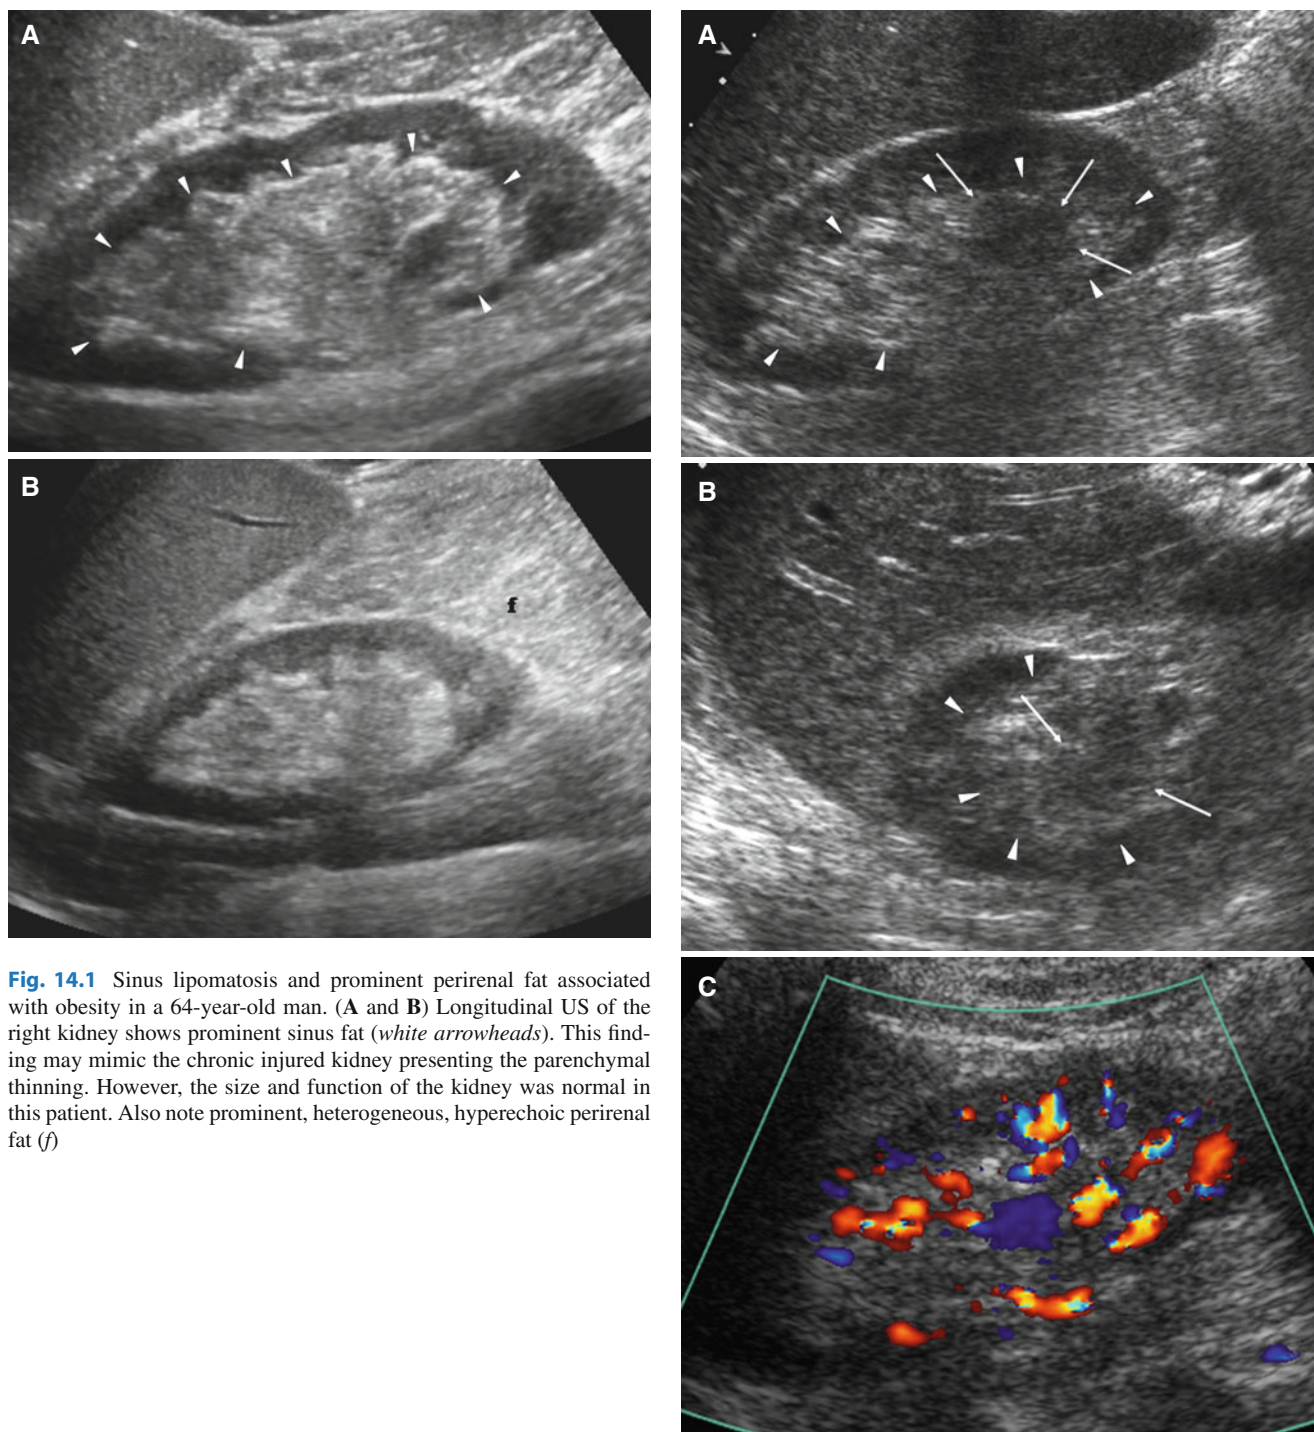 A
B
f
Fig. 14.1 Sinus lipomatosis and prominent perirenal fat associated
with obesity in a 64-year-old man. (A and B) Longitudinal US of the
right kidney shows prominent sinus fat (white arrowheads). This find-
ing may mimic the chronic injured kidney presenting the parenchymal
thinning. However, the size and function of the kidney was normal in
this patient. Also note prominent, heterogeneous, hyperechoic perirenal
fat (f)
A
B
C